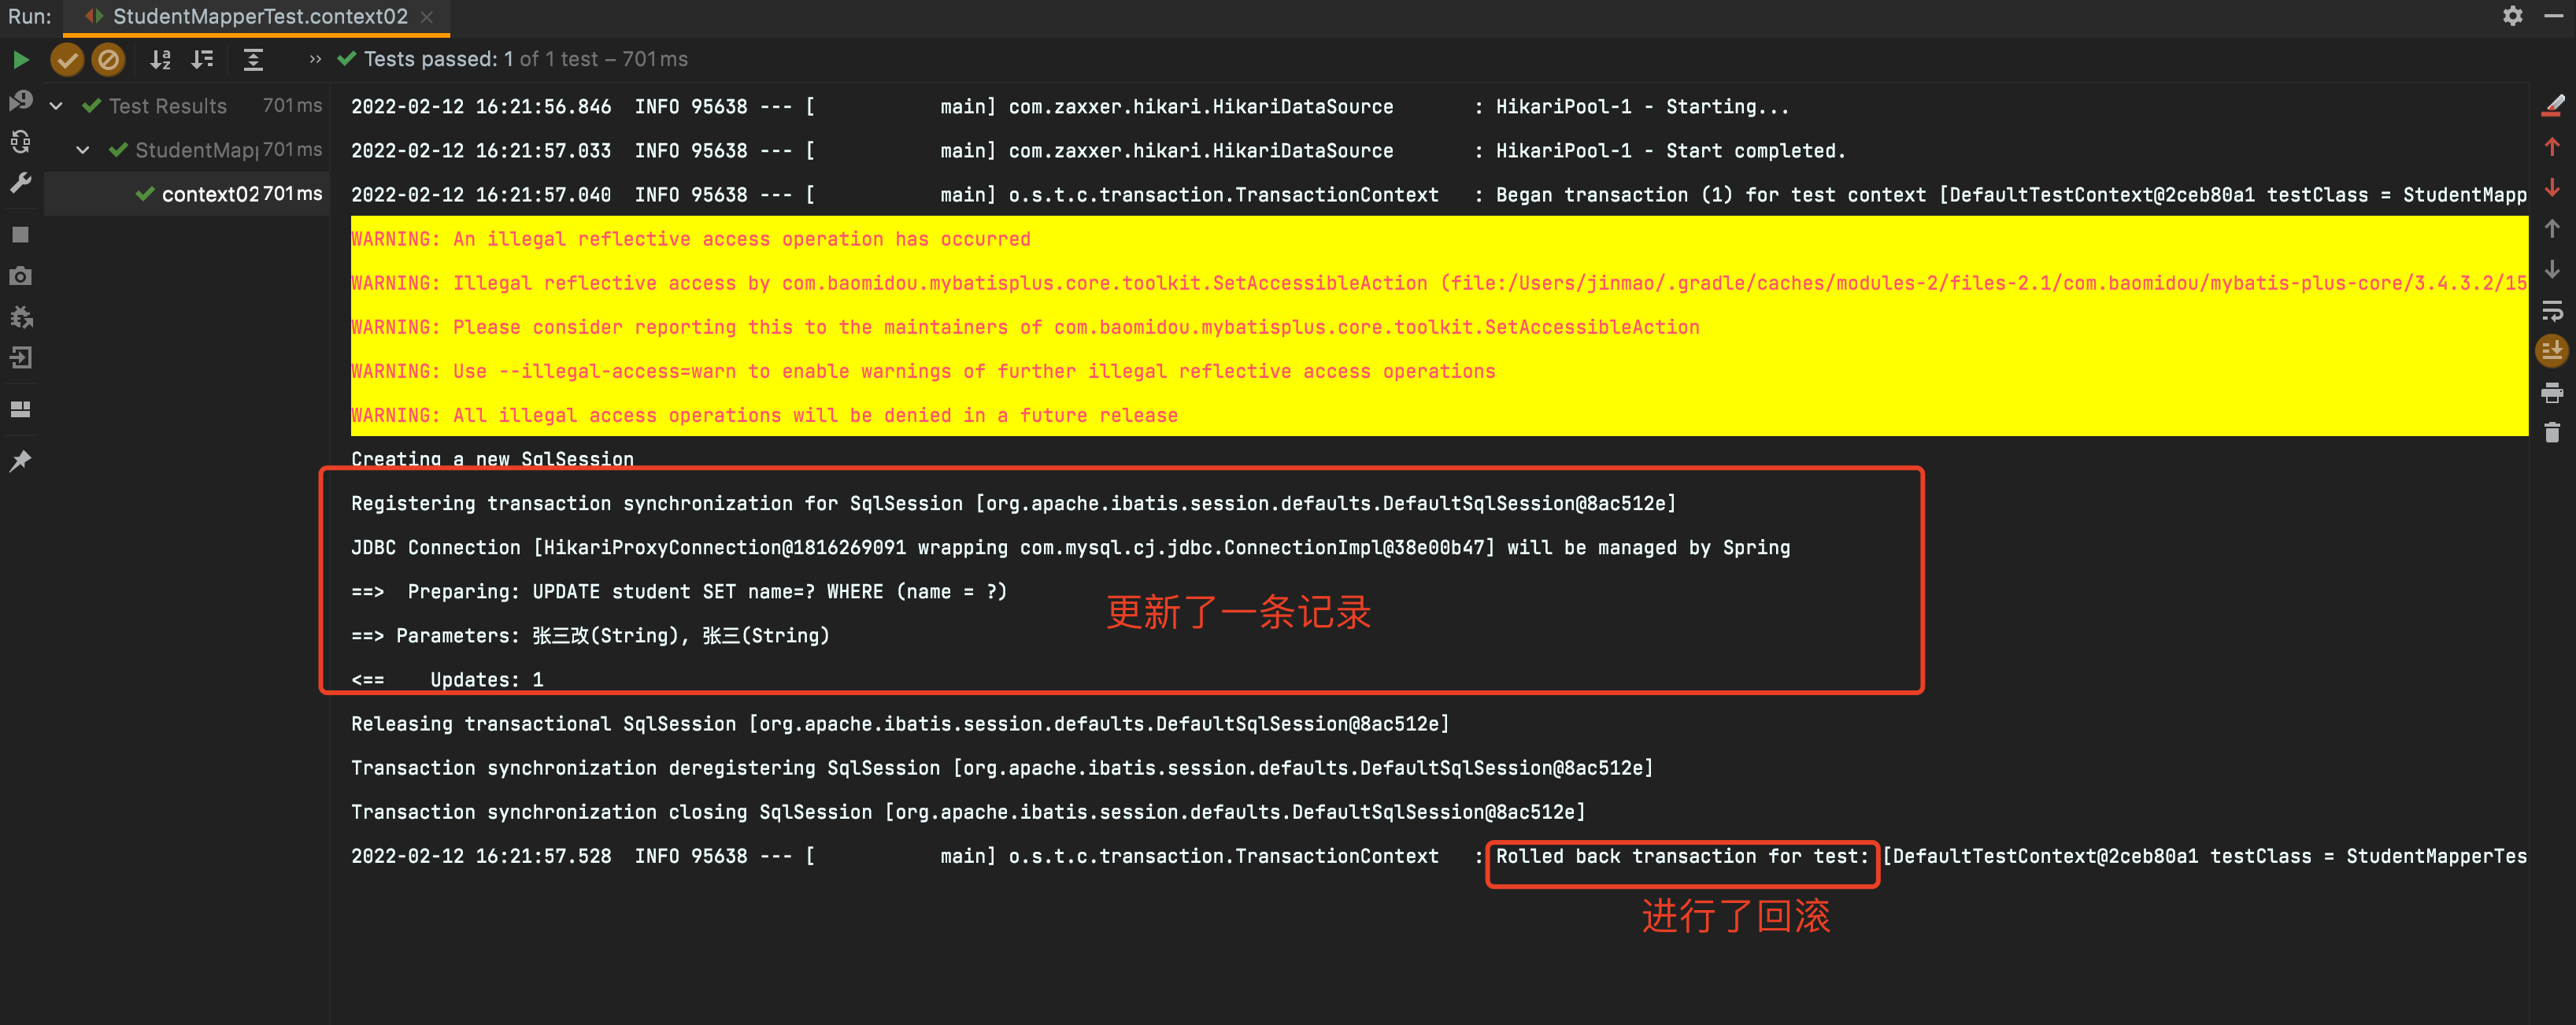 Run: StudentMapperTest.context02
Tests passed: 1 of 1 test – 701 ms
Test Results 701 ms
StudentMap 701 ms
context02 701 ms
2022-02-12 16:21:56.846  INFO 95638 --- [           main] com.zaxxer.hikari.HikariDataSource       : HikariPool-1 - Starting...
2022-02-12 16:21:57.033  INFO 95638 --- [           main] com.zaxxer.hikari.HikariDataSource       : HikariPool-1 - Start completed.
2022-02-12 16:21:57.040  INFO 95638 --- [           main] o.s.t.c.transaction.TransactionContext   : Began transaction (1) for test context [DefaultTestContext@2ceb80a1 testClass = StudentMapp
WARNING: An illegal reflective access operation has occurred
WARNING: Illegal reflective access by com.baomidou.mybatisplus.core.toolkit.SetAccessibleAction (file:/Users/jinmao/.gradle/caches/modules-2/files-2.1/com.baomidou/mybatis-plus-core/3.4.3.2/15
WARNING: Please consider reporting this to the maintainers of com.baomidou.mybatisplus.core.toolkit.SetAccessibleAction
WARNING: Use --illegal-access=warn to enable warnings of further illegal reflective access operations
WARNING: All illegal access operations will be denied in a future release
Creating a new SqlSession
Registering transaction synchronization for SqlSession [org.apache.ibatis.session.defaults.DefaultSqlSession@8ac512e]
JDBC Connection [HikariProxyConnection@1816269091 wrapping com.mysql.cj.jdbc.ConnectionImpl@38e00b47] will be managed by Spring
==>  Preparing: UPDATE student SET name=? WHERE (name = ?)
更新了一条记录
==> Parameters: 张三改(String), 张三(String)
<==    Updates: 1
Releasing transactional SqlSession [org.apache.ibatis.session.defaults.DefaultSqlSession@8ac512e]
Transaction synchronization deregistering SqlSession [org.apache.ibatis.session.defaults.DefaultSqlSession@8ac512e]
Transaction synchronization closing SqlSession [org.apache.ibatis.session.defaults.DefaultSqlSession@8ac512e]
2022-02-12 16:21:57.528  INFO 95638 --- [           main] o.s.t.c.transaction.TransactionContext   : Rolled back transaction for test: [DefaultTestContext@2ceb80a1 testClass = StudentMapperTes
进行了回滚